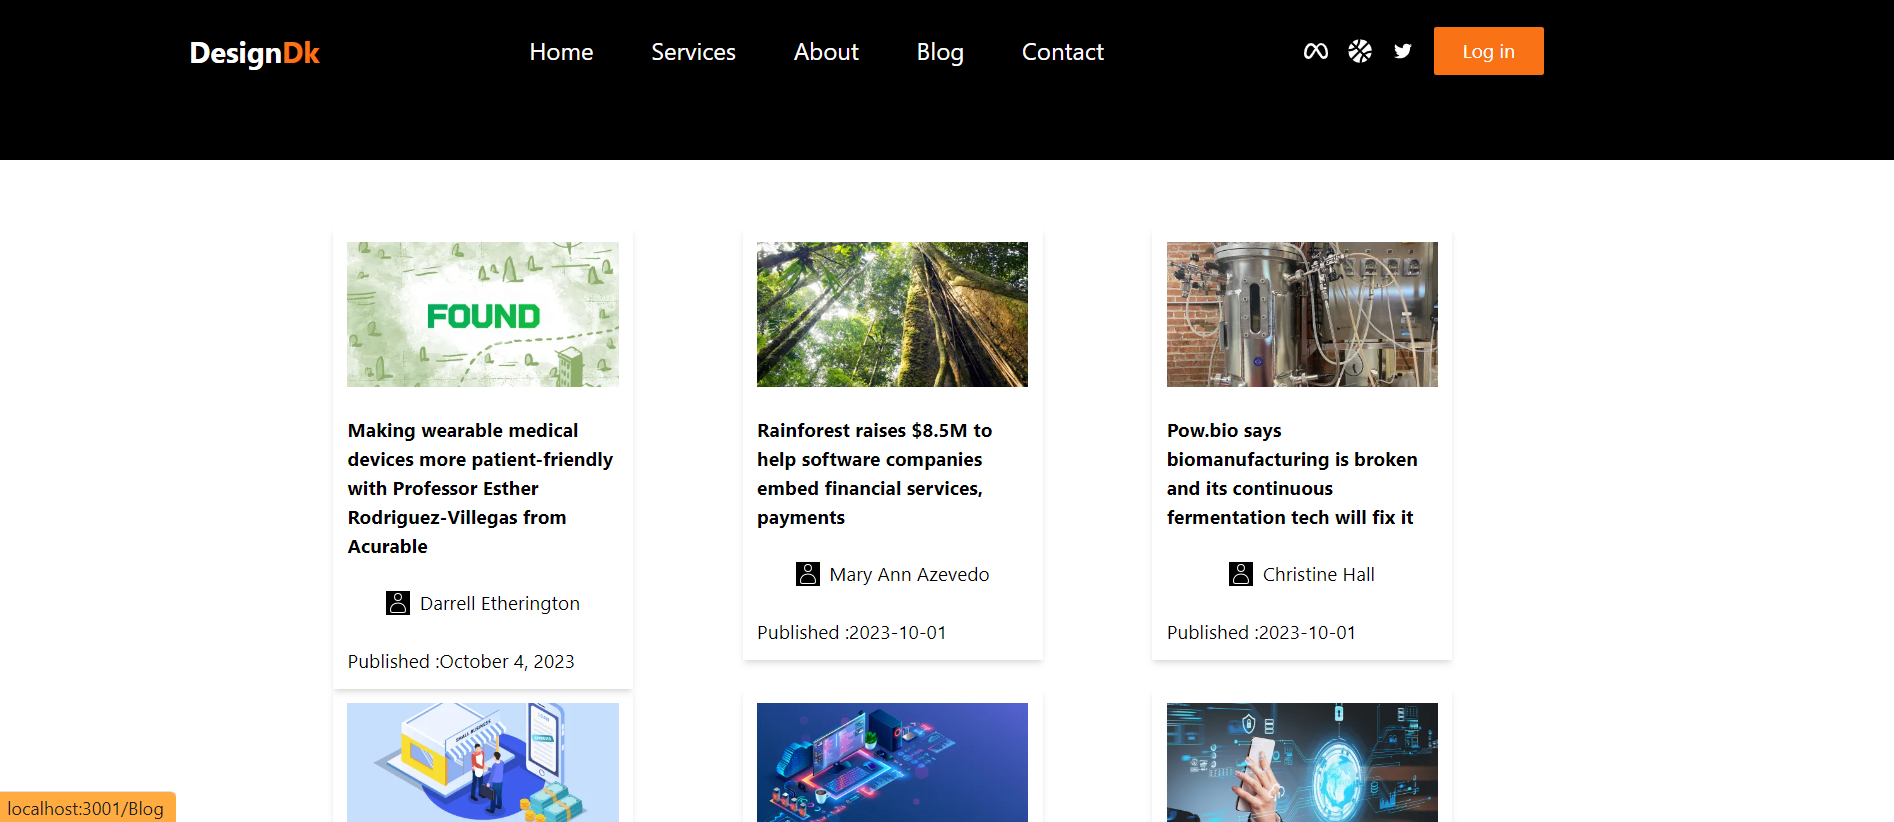 DesignDk
Home Services About Blog Contact
Log in
FOUND
Making wearable medical
devices more patient-friendly
with Professor Esther
Rodriguez-Villegas from
Acurable
Darrell Etherington
Published :October 4, 2023
Rainforest raises $8.5M to
help software companies
embed financial services,
payments
Mary Ann Azevedo
Published :2023-10-01
Pow.bio says
biomanufacturing is broken
and its continuous
fermentation tech will fix it
Christine Hall
Published :2023-10-01
SMALL BUSINESS
localhost:3001/Blog